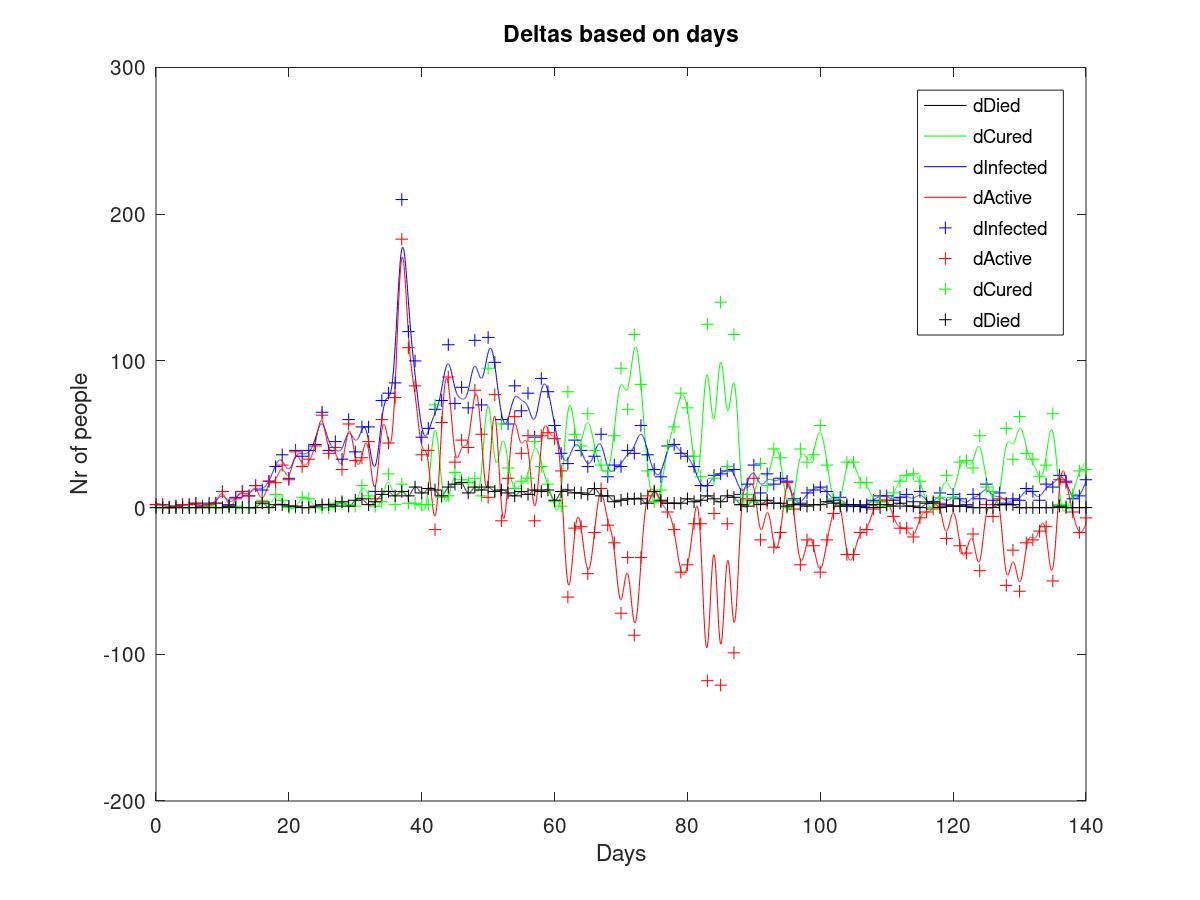 Deltas based on days
300
200
100
0
-100
-200
Nr of people
0 20 40 60 80 100 120 140
Days
dDied
dCured
dInfected
dActive
dInfected
dActive
dCured
dDied